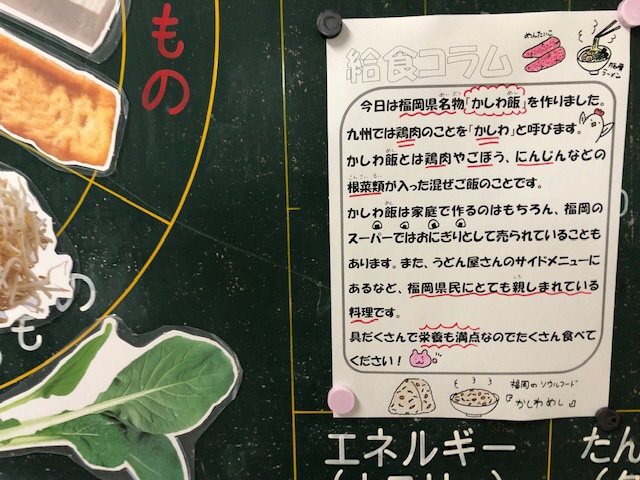 もの
もの
給食コラム
めんたいこ
ラーメン
今日は福岡県名物「かしわ飯」を作りました。
九州では鶏肉のことを「かしわ」と呼びます。
かしわ飯とは鶏肉やごぼう、にんじんなどの
根菜類が入った混ぜご飯のことです。
かしわ飯は家庭で作るのはもちろん、福岡の
スーパーではおにぎりとして売られていることも
あります。また、うどん屋さんのサイドメニューに
あるなど、福岡県民にとても親しまれている
料理です。
具だくさんで栄養も満点なのでたくさん食べて
ください！
福岡のソウルフード
『かしわめし』
エネルギー
たん